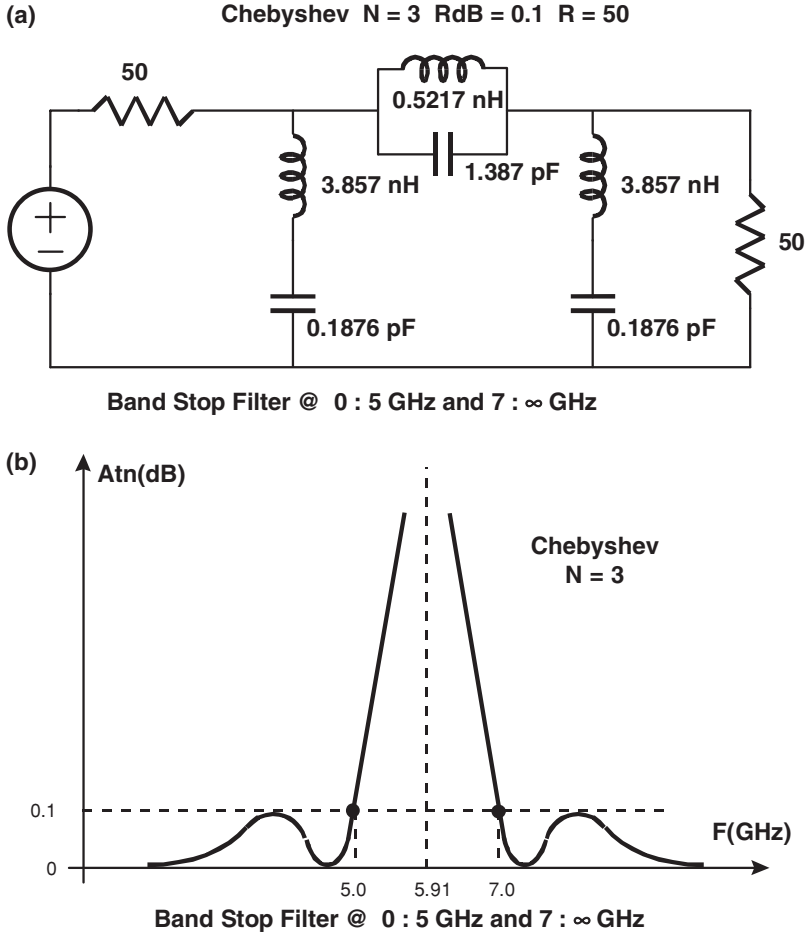 (a)
Chebyshev N = 3 RdB = 0.1 R = 50
50
0.5217 nH
1.387 pF
3.857 nH
3.857 nH
50
0.1876 pF
0.1876 pF
Band Stop Filter @ 0 : 5 GHz and 7 : ∞ GHz
(b)
Atn(dB)
Chebyshev
N = 3
0.1
F(GHz)
0
5.0 5.91 7.0
Band Stop Filter @ 0 : 5 GHz and 7 : ∞ GHz